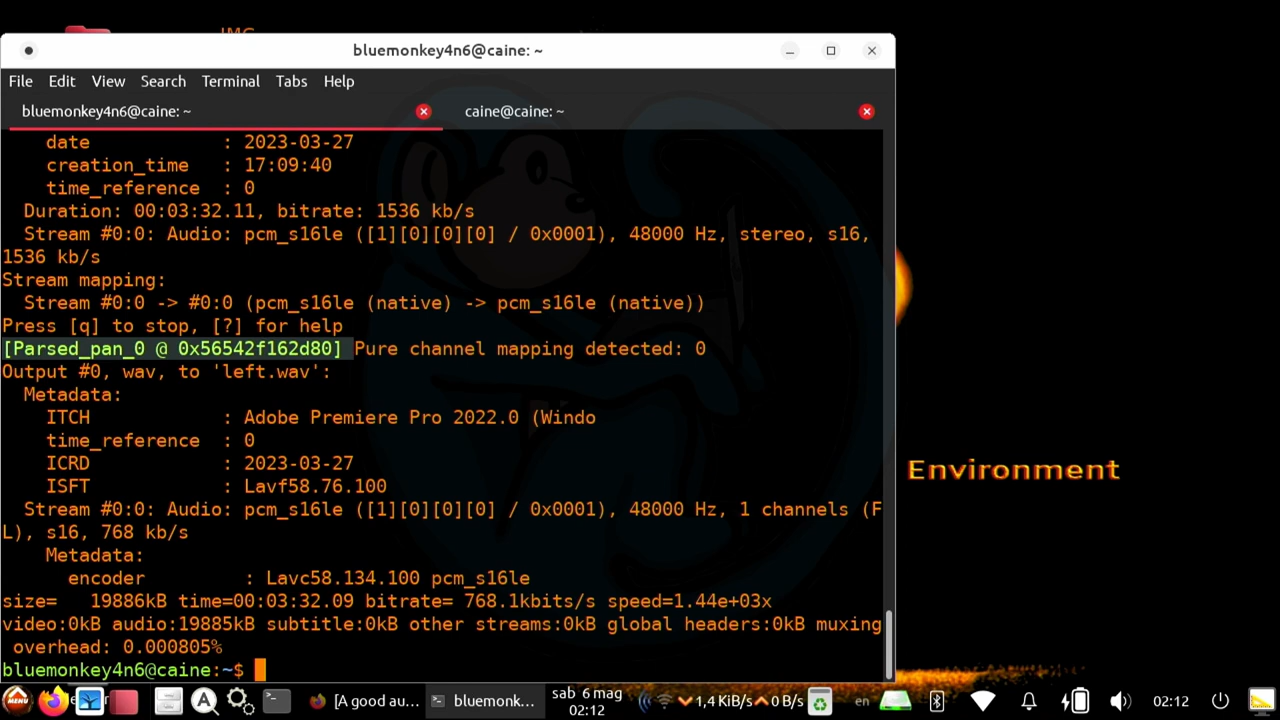 IMG
bluemonkey4n6@caine: ~
File Edit View Search Terminal Tabs Help
bluemonkey4n6@caine: ~
caine@caine: ~
date : 2023-03-27
creation_time : 17:09:40
time_reference : 0
Duration: 00:03:32.11, bitrate: 1536 kb/s
Stream #0:0: Audio: pcm_s16le ([1][0][0][0] / 0x0001), 48000 Hz, stereo, s16,
1536 kb/s
Stream mapping:
Stream #0:0 -> #0:0 (pcm_s16le (native) -> pcm_s16le (native))
Press [q] to stop, [?] for help
[Parsed_pan_0 @ 0x56542f162d80] Pure channel mapping detected: 0
Output #0, wav, to 'left.wav':
Metadata:
ITCH : Adobe Premiere Pro 2022.0 (Windo
time_reference : 0
ICRD : 2023-03-27
ISFT : Lavf58.76.100
Stream #0:0: Audio: pcm_s16le ([1][0][0][0] / 0x0001), 48000 Hz, 1 channels (F
L), s16, 768 kb/s
Metadata:
encoder : Lavc58.134.100 pcm_s16le
size= 19886kB time=00:03:32.09 bitrate= 768.1kbits/s speed=1.44e+03x
video:0kB audio:19885kB subtitle:0kB other streams:0kB global headers:0kB muxing
overhead: 0.000805%
bluemonkey4n6@caine:~$
Environment
MENU
[A good au...
bluemonk...
sab 6 mag
02:12
1,4 KiB/s
0 B/s
en
02:12